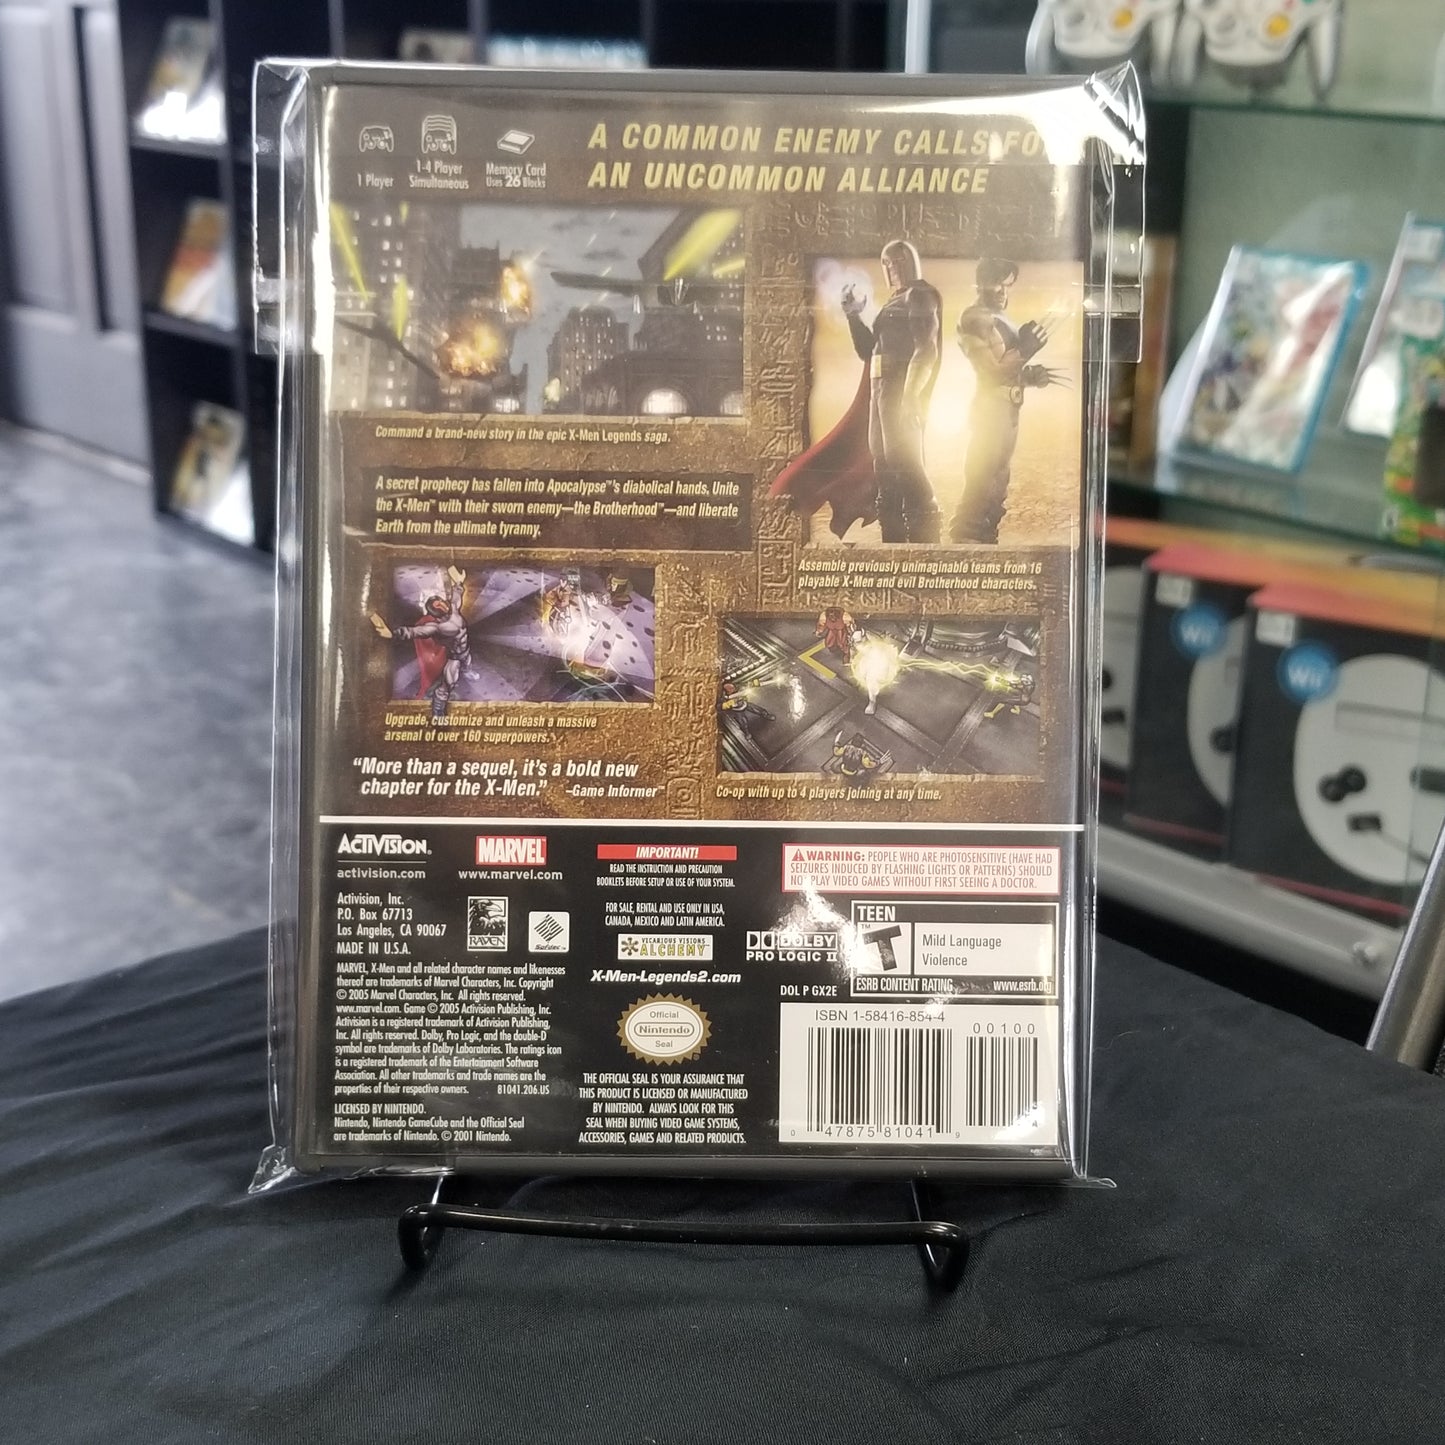 1 Player
1-4 Player
Simultaneous
Memory Card
Uses 26 Blocks
A COMMON ENEMY CALLS
AN UNCOMMON ALLIANCE
Command a brand-new story in the epic X-Men Legends saga.
A secret prophecy has fallen into Apocalypse™'s diabolical hands. Unite
the X-Men™ with their sworn enemy—the Brotherhood™—and liberate
Earth from the ultimate tyranny.
Assemble previously unimaginable teams from 16
playable X-Men and evil Brotherhood characters.
Upgrade, customize and unleash a massive
arsenal of over 160 superpowers.
Co-op with up to 4 players joining at any time.
“More than a sequel, it's a bold new
chapter for the X-Men.” –Game Informer™
ACTIVISION®
activision.com
MARVEL
www.marvel.com
Activision, Inc.
P.O. Box 67713
Los Angeles, CA 90067
MADE IN U.S.A.
RAVEN
MARVEL, X-Men and all related character names and likenesses
thereof are trademarks of Marvel Characters, Inc. Copyright
© 2005 Marvel Characters, Inc. All rights reserved.
www.marvel.com. Game © 2005 Activision Publishing, Inc.
Activision is a registered trademark of Activision Publishing,
Inc. All rights reserved. Dolby, Pro Logic, and the double-D
symbol are trademarks of Dolby Laboratories. The ratings icon
is a registered trademark of the Entertainment Software
Association. All other trademarks and trade names are the
properties of their respective owners. 81041.206.US
LICENSED BY NINTENDO.
Nintendo, Nintendo GameCube and the Official Seal
are trademarks of Nintendo. © 2001 Nintendo.
IMPORTANT!
READ THE INSTRUCTION AND PRECAUTION
BOOKLETS BEFORE SETUP OR USE OF YOUR SYSTEM.
FOR SALE, RENTAL AND USE ONLY IN USA,
CANADA, MEXICO AND LATIN AMERICA.
VICARIOUS VISIONS
ALCHEMY
X-Men-Legends2.com
Official
Nintendo
Seal
THE OFFICIAL SEAL IS YOUR ASSURANCE THAT
THIS PRODUCT IS LICENSED OR MANUFACTURED
BY NINTENDO. ALWAYS LOOK FOR THIS
SEAL WHEN BUYING VIDEO GAME SYSTEMS,
ACCESSORIES, GAMES AND RELATED PRODUCTS.
WARNING: PEOPLE WHO ARE PHOTOSENSITIVE (HAVE HAD
SEIZURES INDUCED BY FLASHING LIGHTS OR PATTERNS) SHOULD
NOT PLAY VIDEO GAMES WITHOUT FIRST SEEING A DOCTOR.
DOLBY
PRO LOGIC II
DOL P GX2E
TEEN
T
Mild Language
Violence
ESRB CONTENT RATING www.esrb.org
ISBN 1-58416-854-4
00100
0 47875 81041 9
Wii
Wii